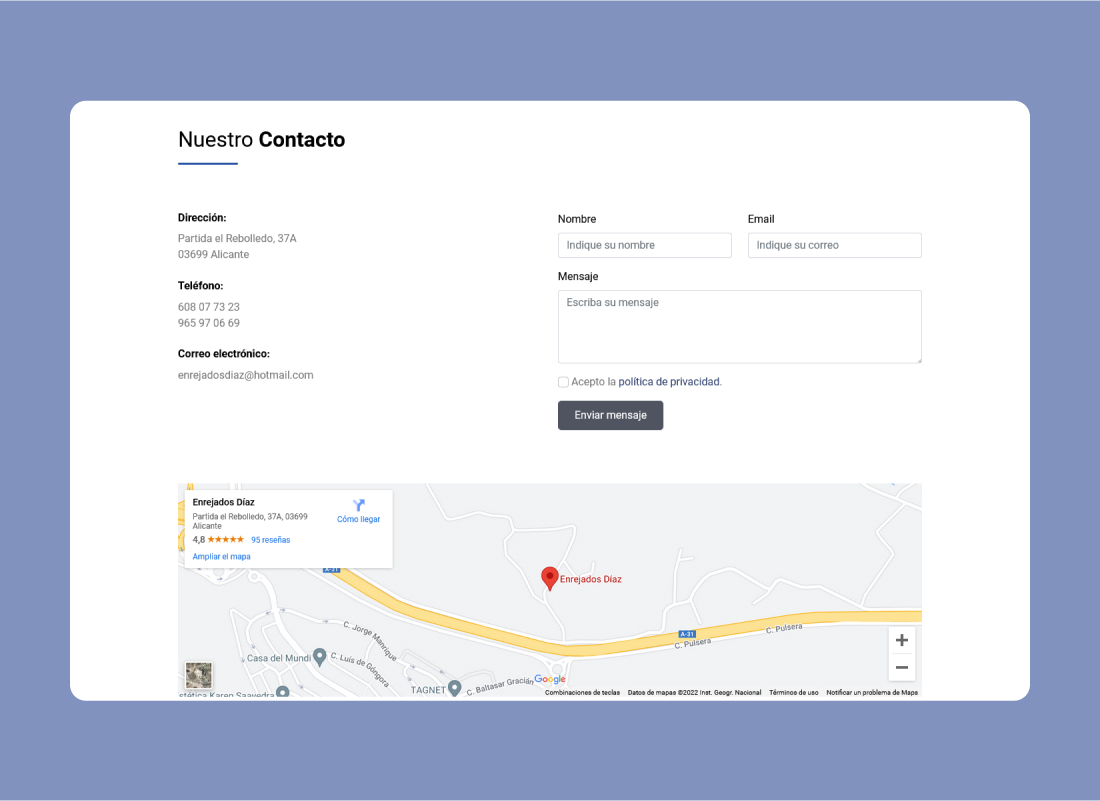 Nuestro Contacto
Dirección:
Partida el Rebolledo, 37A
03699 Alicante
Teléfono:
608 07 73 23
965 97 06 69
Correo electrónico:
enrejadosdiaz@hotmail.com
Nombre
Email
Indique su nombre
Indique su correo
Mensaje
Escriba su mensaje
Acepto la política de privacidad.
Enviar mensaje
Enrejados Díaz
Partida el Rebolledo, 37A, 03699
Alicante
Cómo llegar
4,8 ★★★★★ 95 reseñas
Ampliar el mapa
A-31
Enrejados Díaz
A-31
C. Pulsera
C. Pulsera
C. Jorge Manrique
Casa del Mundi
C. Luis de Góngora
TAGNET
C. Baltasar Gracián
Google
stética Karen Saavedra
Combinaciones de teclas
Datos de mapas ©2022 Inst. Geogr. Nacional
Términos de uso
Notificar un problema de Maps